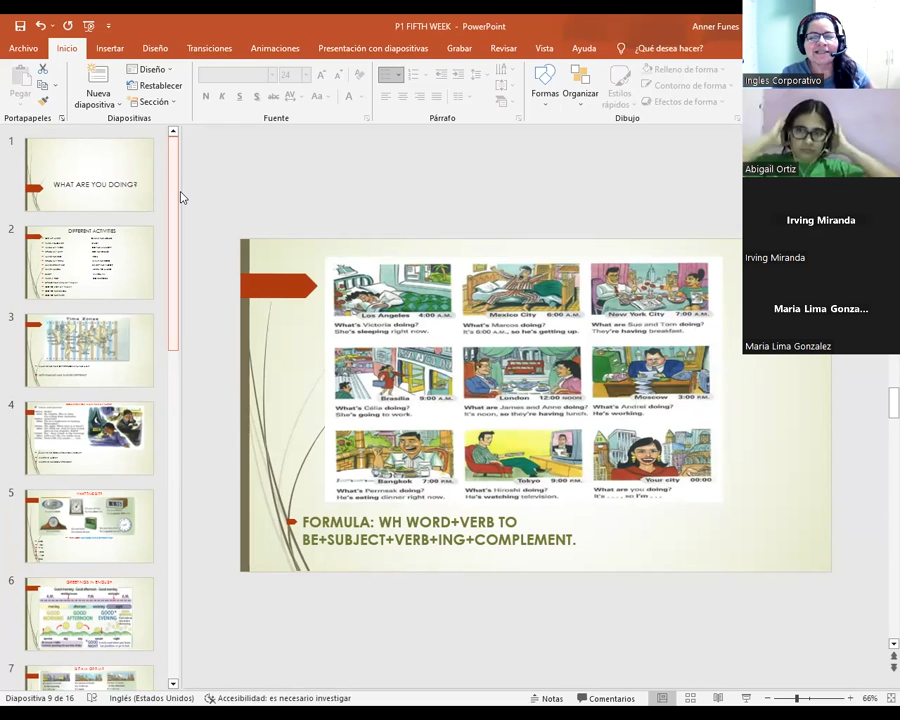 P1 FIFTH WEEK - PowerPoint
Anner Funes
Archivo Inicio Insertar Diseño Transiciones Animaciones Presentación con diapositivas Grabar Revisar Vista Ayuda ¿Qué desea hacer?
Pegar
Nueva diapositiva
Diseño
Restablecer
Sección
24
Formas
Organizar
Estilos rápidos
Relleno de forma
Contorno de forma
Efectos de forma
Portapapeles Diapositivas Fuente Párrafo Dibujo
Ingles Corporativo
Abigail Ortiz
Irving Miranda
Irving Miranda
Maria Lima Gonza...
Maria Lima Gonzalez
1
WHAT ARE YOU DOING?
2
DIFFERENT ACTIVITIES
3
Time Zones
4
5
6
GREETINGS IN ENGLISH
GOOD MORNING
GOOD AFTERNOON
GOOD EVENING
7
Los Angeles 4:00 A.M.
What's Victoria doing?
She's sleeping right now.
Mexico City 6:00 A.M.
What's Marcos doing?
It's 6:00 A.M., so he's getting up.
New York City 7:00 A.M.
What are Sue and Tom doing?
They're having breakfast.
Brasilia 9:00 A.M.
What's Célia doing?
She's going to work.
London 12:00 NOON
What are James and Anne doing?
It's noon, so they're having lunch.
Moscow 3:00 P.M.
What's Andrei doing?
He's working.
Bangkok 7:00 P.M.
What's Permsak doing?
He's eating dinner right now.
Tokyo 9:00 P.M.
What's Hiroshi doing?
He's watching television.
Your city 00:00
What are you doing?
It's . . . so I'm . . .
FORMULA: WH WORD+VERB TO
BE+SUBJECT+VERB+ING+COMPLEMENT.
Diapositiva 9 de 16 Inglés (Estados Unidos) Accesibilidad: es necesario investigar Notas Comentarios 66%